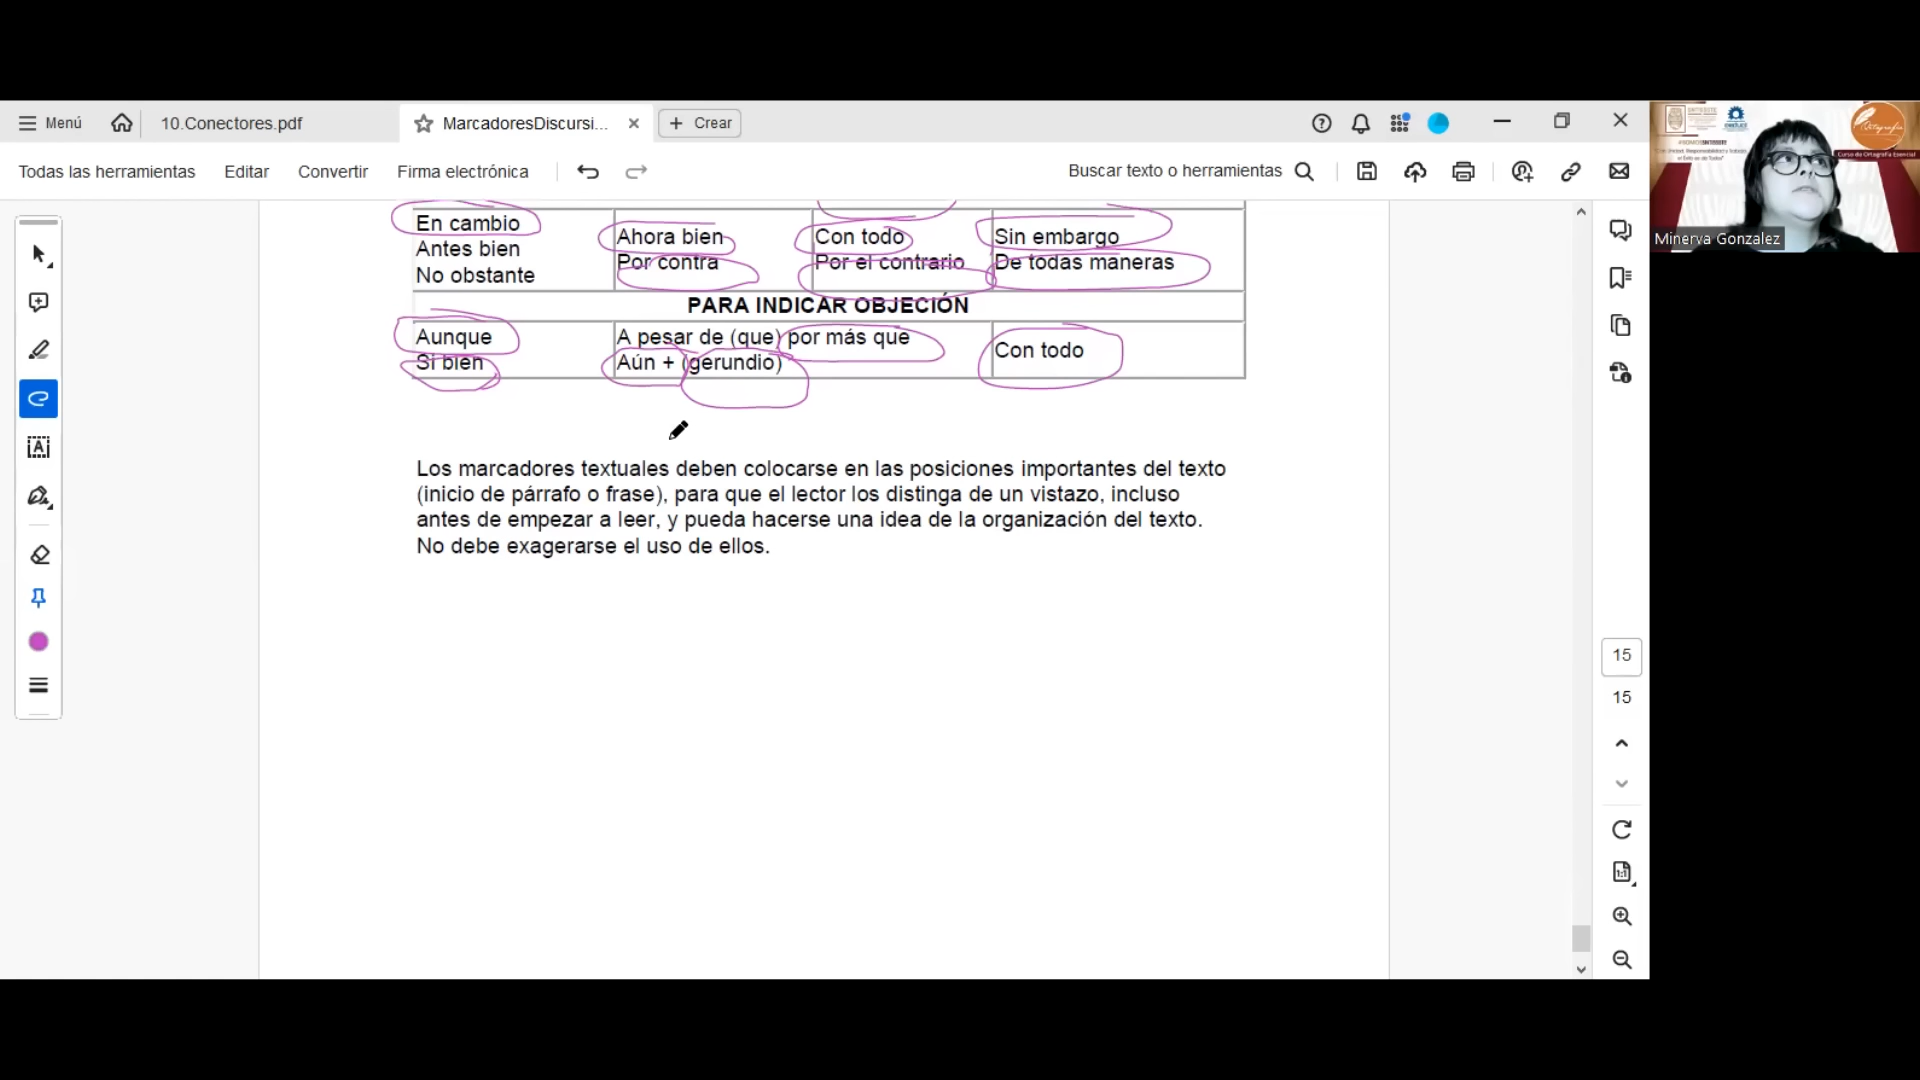 Menú
10.Conectores.pdf
MarcadoresDiscursi...
Crear
Todas las herramientas
Editar
Convertir
Firma electrónica
Buscar texto o herramientas
En cambio
Antes bien
No obstante
Ahora bien
Por contra
Con todo
Por el contrario
Sin embargo
De todas maneras
PARA INDICAR OBJECIÓN
Aunque
Si bien
A pesar de (que) por más que
Aún + (gerundio)
Con todo
Los marcadores textuales deben colocarse en las posiciones importantes del texto
(inicio de párrafo o frase), para que el lector los distinga de un vistazo, incluso
antes de empezar a leer, y pueda hacerse una idea de la organización del texto.
No debe exagerarse el uso de ellos.
15
15
Ortografía
Curso de Ortografía Esencial
Minerva Gonzalez